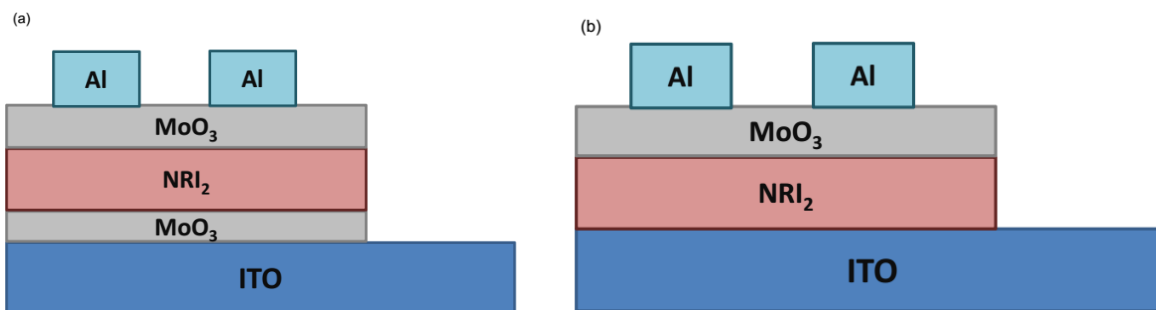 (a)
Al Al
MoO₃
NRI₂
MoO₃
ITO
(b)
Al Al
MoO₃
NRI₂
ITO